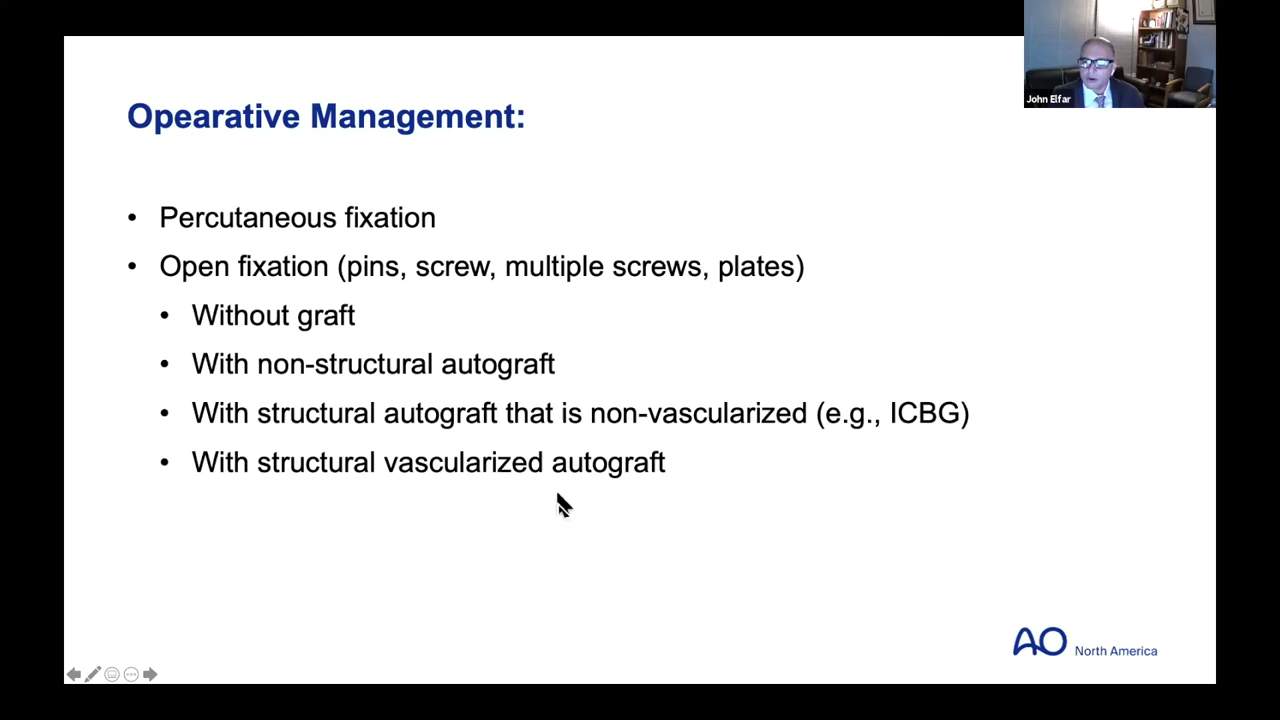 John Elfar
Opearative Management:
• Percutaneous fixation
• Open fixation (pins, screw, multiple screws, plates)
• Without graft
• With non-structural autograft
• With structural autograft that is non-vascularized (e.g., ICBG)
• With structural vascularized autograft
AO North America